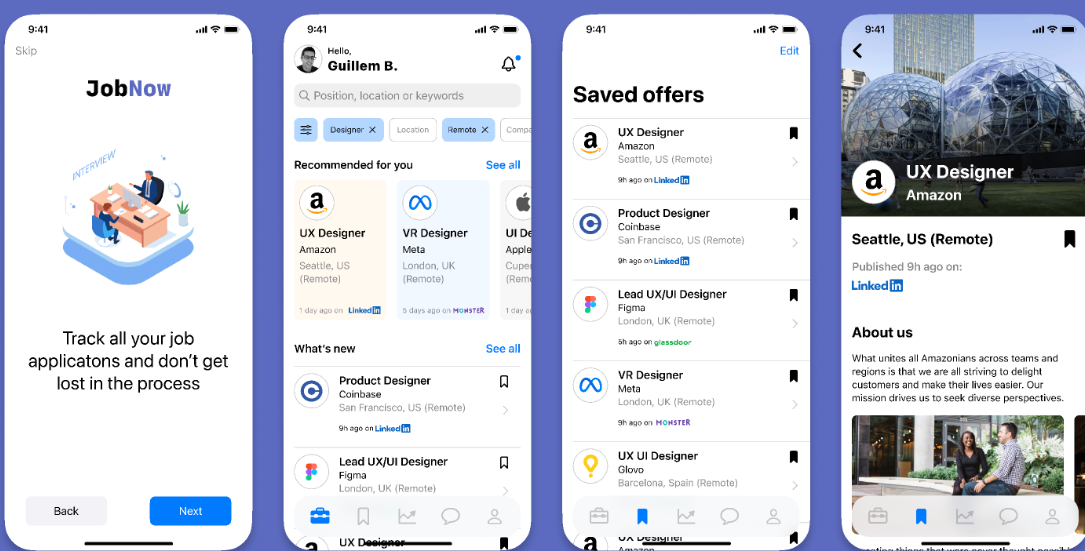 9:41
Skip
JobNow
INTERVIEW
Track all your job
applicatons and don't get
lost in the process
Back
Next
9:41
Hello,
Guillem B.
Position, location or keywords
Designer
Location
Remote
Compa
Recommended for you
See all
UX Designer
Amazon
Seattle, US
(Remote)
1 day ago on LinkedIn
VR Designer
Meta
London, UK
(Remote)
5 days ago on MONSTER
UI De
Apple
Cuper
(Remo
1 day a
What's new
See all
Product Designer
Coinbase
San Francisco, US (Remote)
9h ago on LinkedIn
Lead UX/UI Designer
Figma
London, UK (Remote)
UX Designer
9:41
Edit
Saved offers
UX Designer
Amazon
Seattle, US (Remote)
9h ago on LinkedIn
Product Designer
Coinbase
San Francisco, US (Remote)
9h ago on LinkedIn
Lead UX/UI Designer
Figma
London, UK (Remote)
5h ago on glassdoor
VR Designer
Meta
London, UK (Remote)
9h ago on MONSTER
UX UI Designer
Glovo
Barcelona, Spain (Remote)
UX Designer
Amazon
9:41
UX Designer
Amazon
Seattle, US (Remote)
Published 9h ago on:
LinkedIn
About us
What unites all Amazonians across teams and
regions is that we are all striving to delight
customers and make their lives easier. Our
mission drives us to seek diverse perspectives.